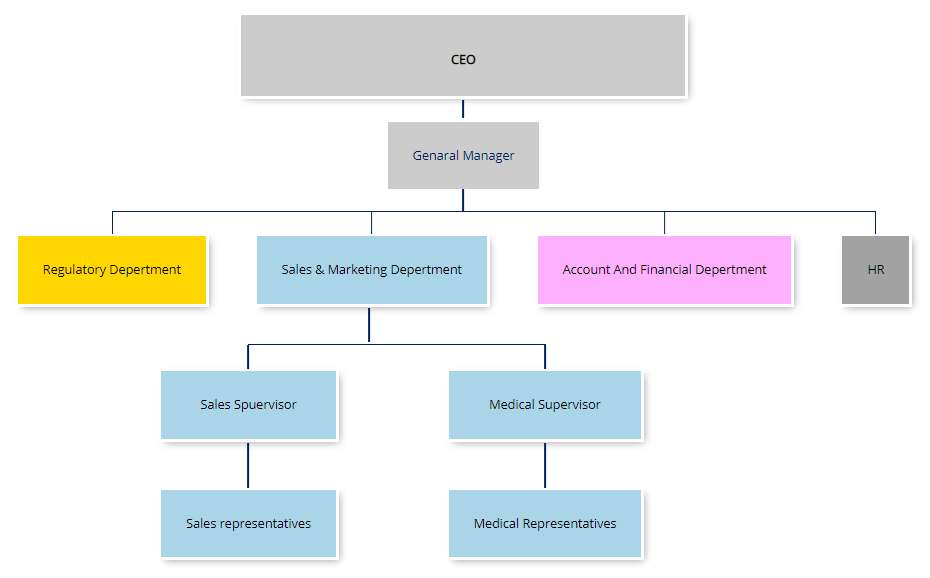 CEO
Genaral Manager
Regulatory Depertment
Sales & Marketing Depertment
Account And Financial Depertment
HR
Sales Spuervisor
Medical Supervisor
Sales representatives
Medical Representatives